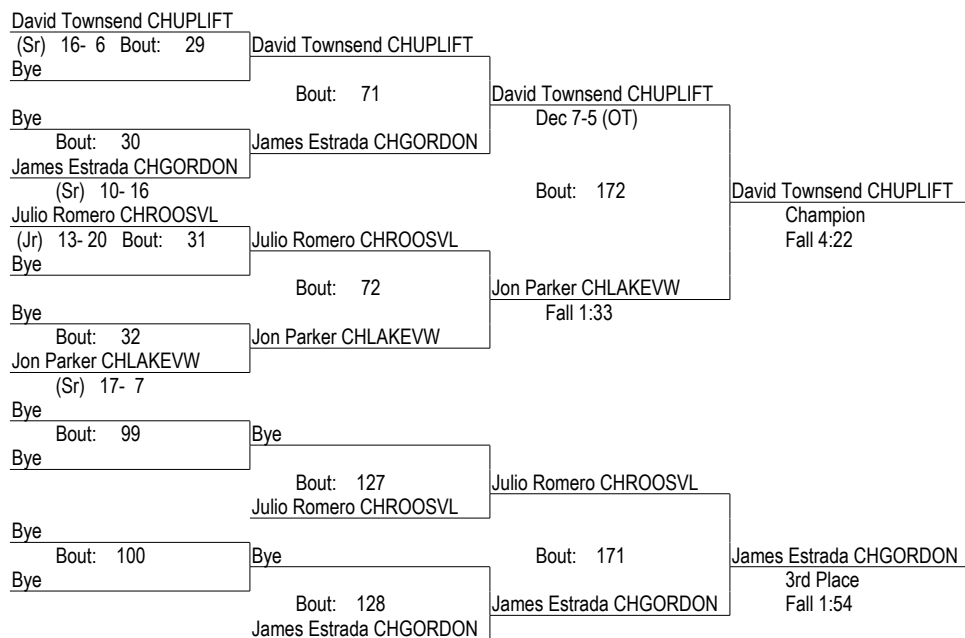 David Townsend CHUPLIFT
(Sr) 16- 6 Bout: 29
David Townsend CHUPLIFT
Bye
Bout: 71
David Townsend CHUPLIFT
Bye
Dec 7-5 (OT)
Bout: 30
James Estrada CHGORDON
James Estrada CHGORDON
(Sr) 10- 16
Bout: 172
David Townsend CHUPLIFT
Julio Romero CHROOSVL
Champion
(Jr) 13- 20 Bout: 31
Julio Romero CHROOSVL
Fall 4:22
Bye
Bout: 72
Jon Parker CHLAKEVW
Bye
Fall 1:33
Bout: 32
Jon Parker CHLAKEVW
Jon Parker CHLAKEVW
(Sr) 17- 7
Bye
Bout: 99
Bye
Bye
Bout: 127
Julio Romero CHROOSVL
Julio Romero CHROOSVL
Bye
Bout: 100
Bye
Bout: 171
James Estrada CHGORDON
Bye
3rd Place
Bout: 128
James Estrada CHGORDON
Fall 1:54
James Estrada CHGORDON